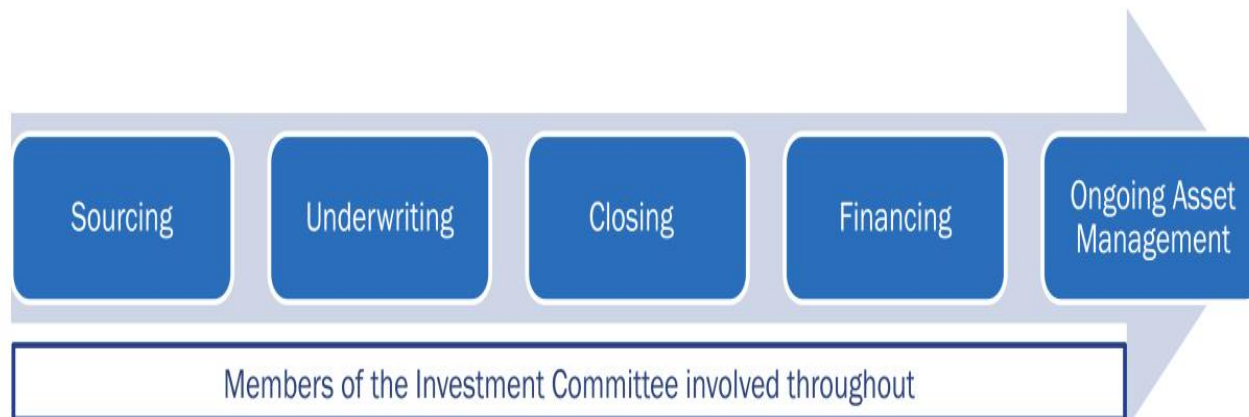 Sourcing
Underwriting
Closing
Financing
Ongoing Asset
Management
Members of the Investment Committee involved throughout